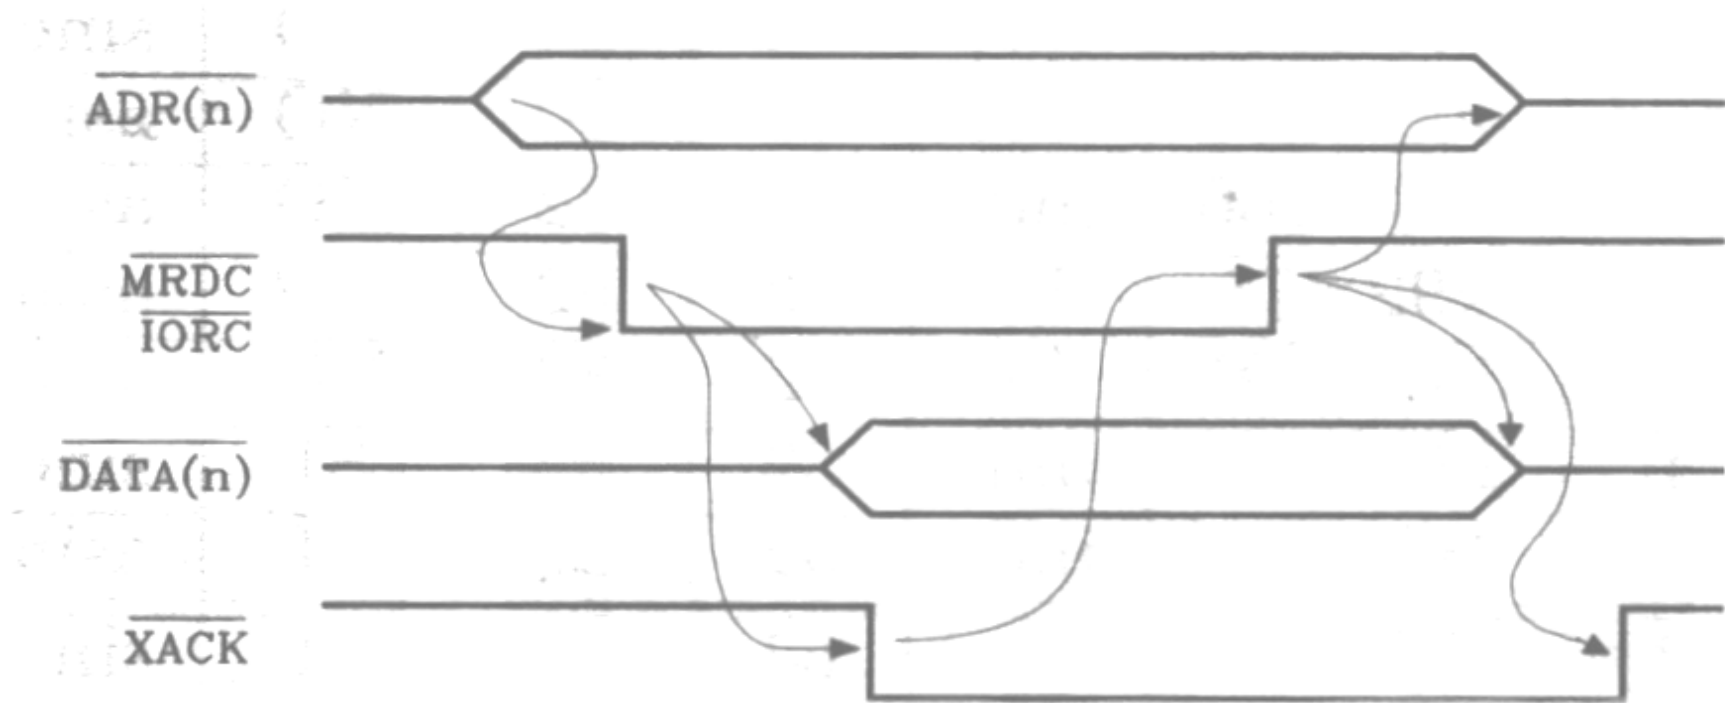 ADR(n)
MRDC
IORC
DATA(n)
XACK